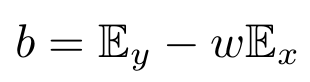 b = 𝔼_y − w𝔼_x